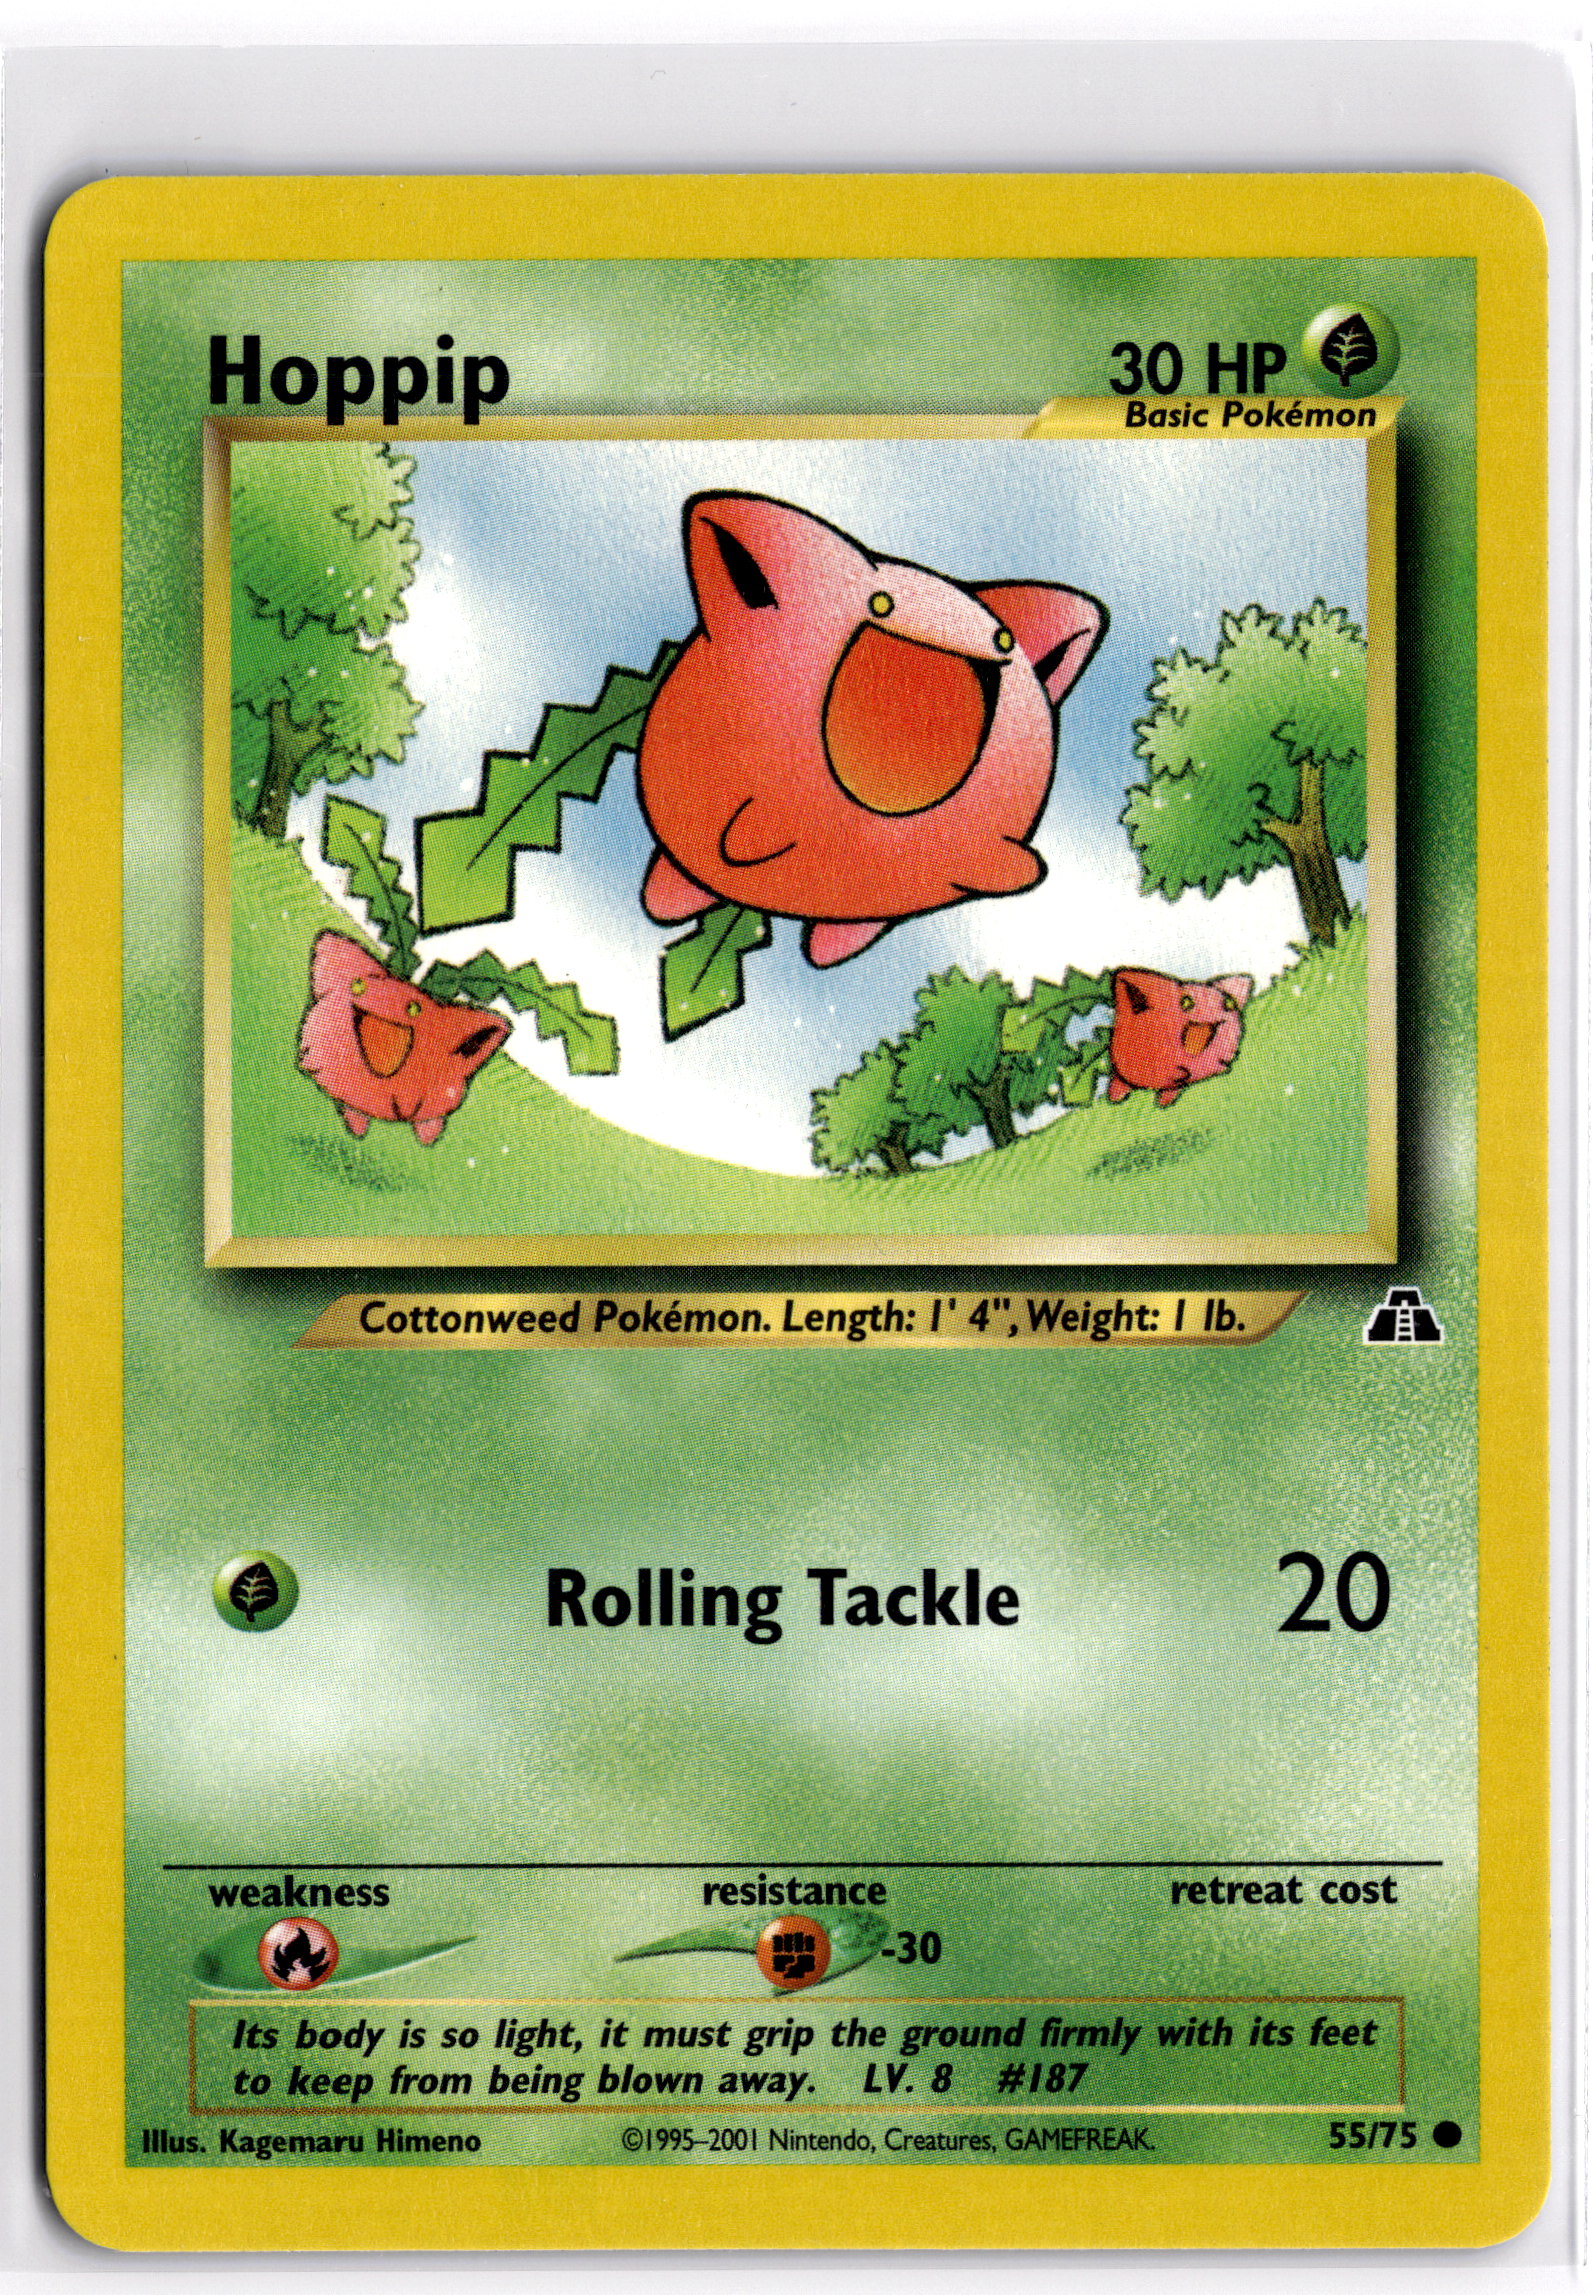 Hoppip
30 HP
Basic Pokémon
Cottonweed Pokémon. Length: 1' 4", Weight: 1 lb.
Rolling Tackle 20
weakness resistance retreat cost
-30
Its body is so light, it must grip the ground firmly with its feet
to keep from being blown away. LV. 8 #187
Illus. Kagemaru Himeno ©1995–2001 Nintendo, Creatures, GAMEFREAK. 55/75